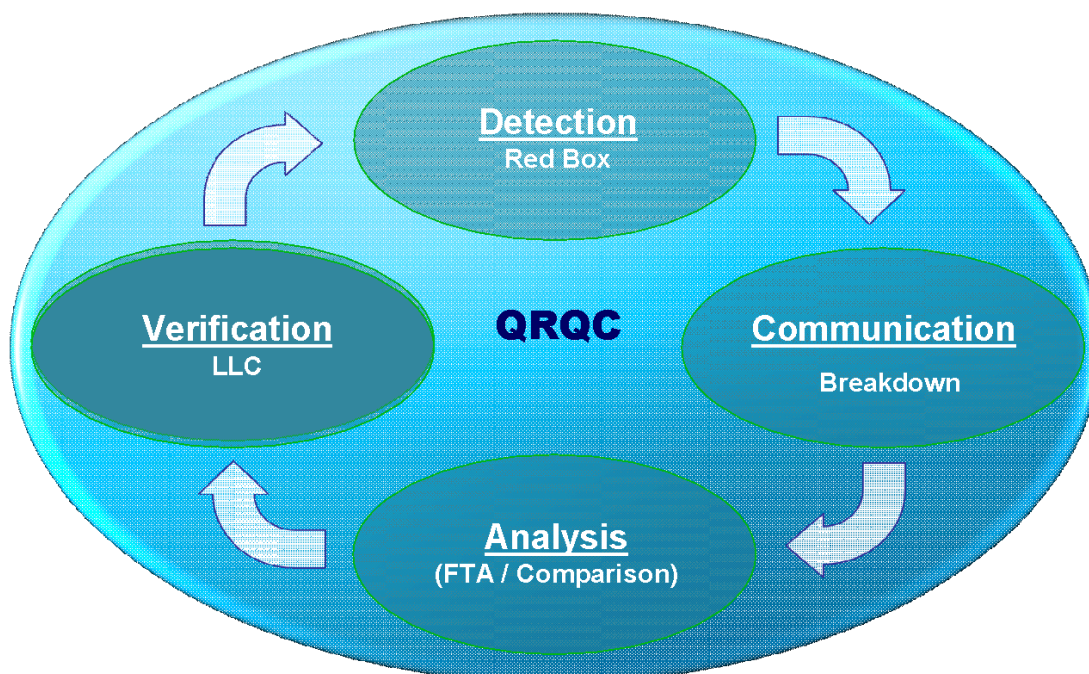 Detection
Red Box
Verification
LLC
QRQC
Communication
Breakdown
Analysis
(FTA / Comparison)